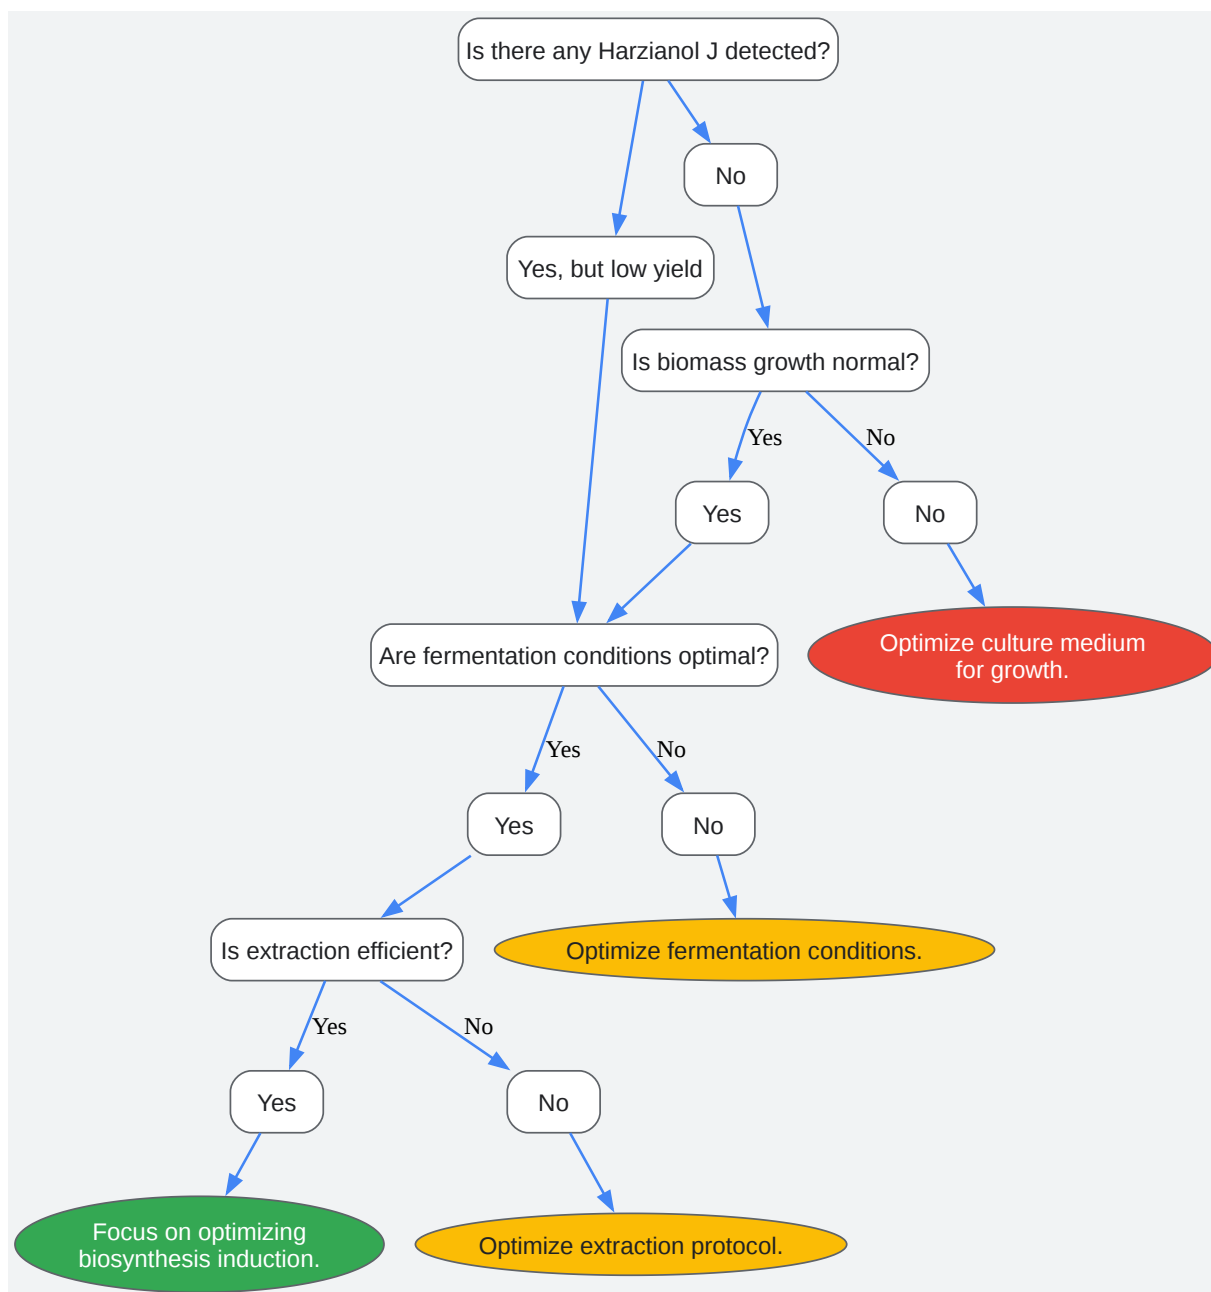 Is there any Harzianol J detected?
No
Yes, but low yield
Is biomass growth normal?
Yes
No
Yes
No
Are fermentation conditions optimal?
Optimize culture medium
for growth.
Yes
No
Yes
No
Is extraction efficient?
Optimize fermentation conditions.
Yes
No
Yes
No
Focus on optimizing
biosynthesis induction.
Optimize extraction protocol.